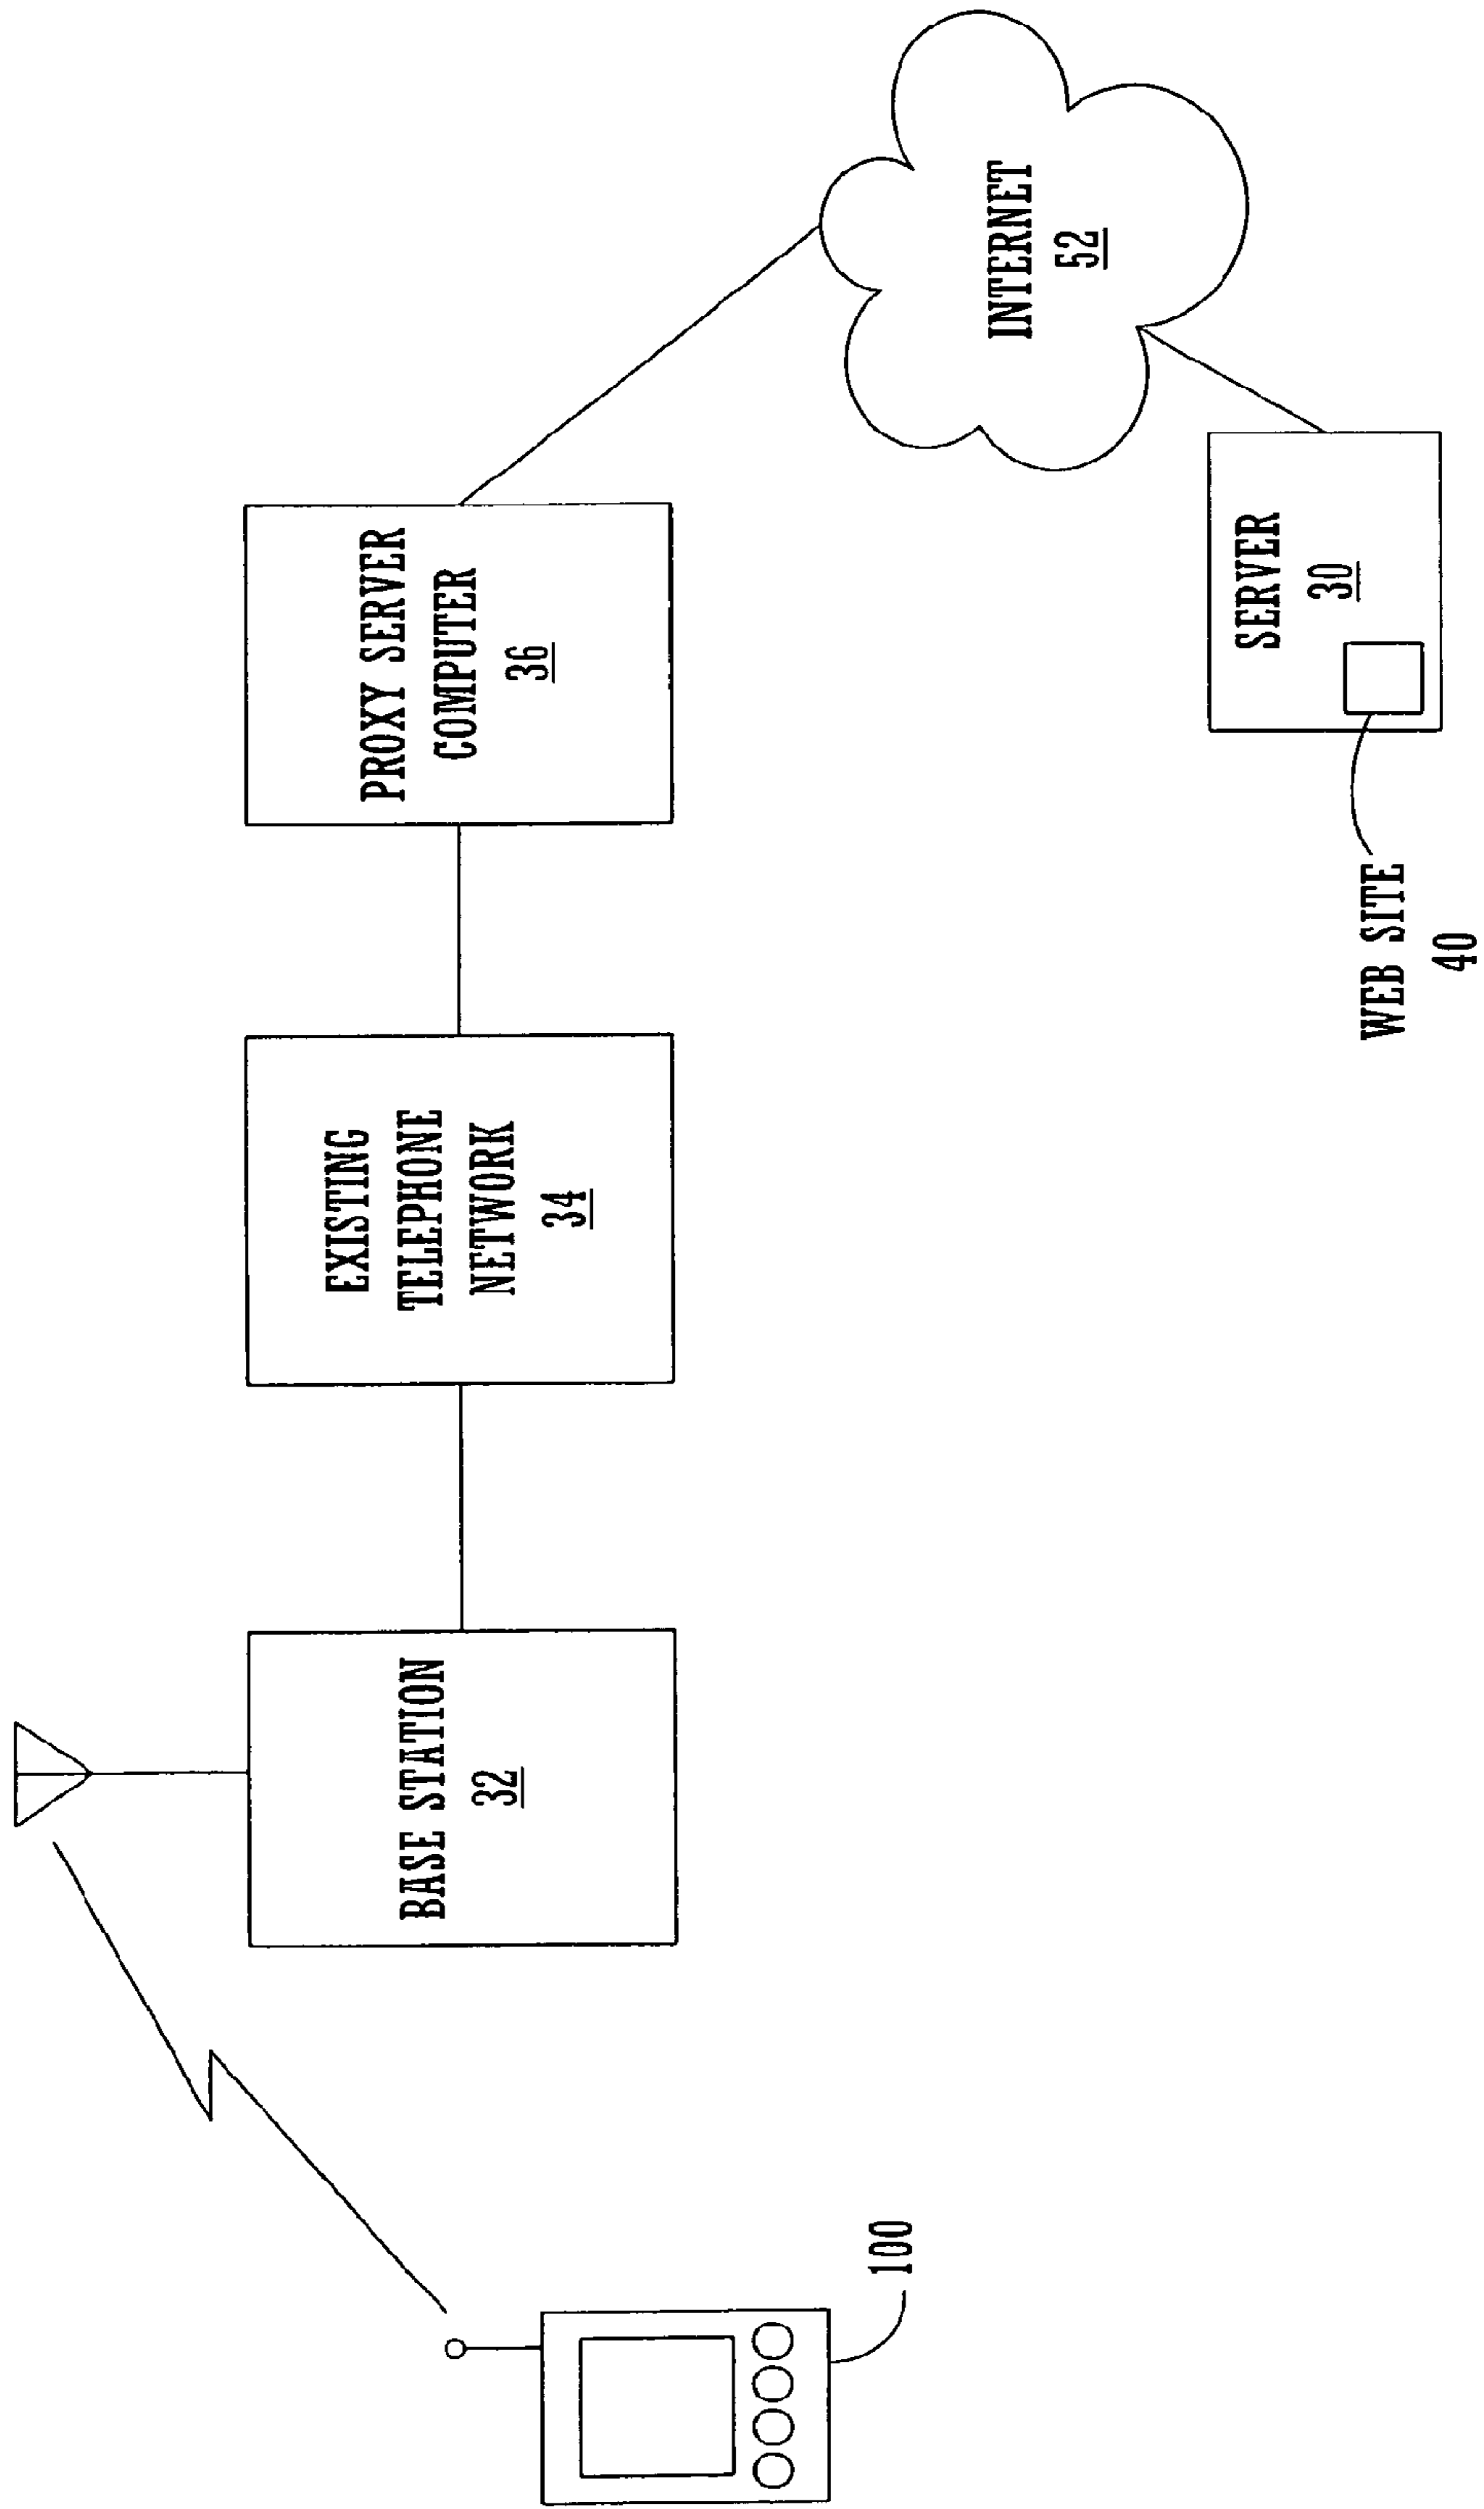 BASE STATION
32
EXISTING
TELEPHONE
NETWORK
34
PROXY SERVER
COMPUTER
36
INTERNET
52
SERVER
30
WEB SITE
40
100